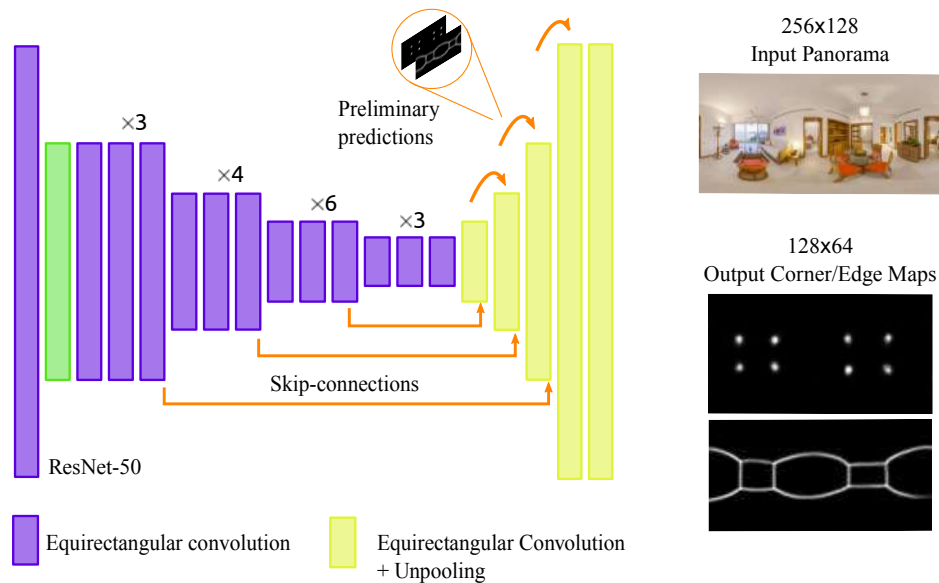 256x128
Input Panorama
Preliminary
predictions
×3
×4
×6
×3
128x64
Output Corner/Edge Maps
Skip-connections
ResNet-50
Equirectangular convolution
Equirectangular Convolution
+ Unpooling